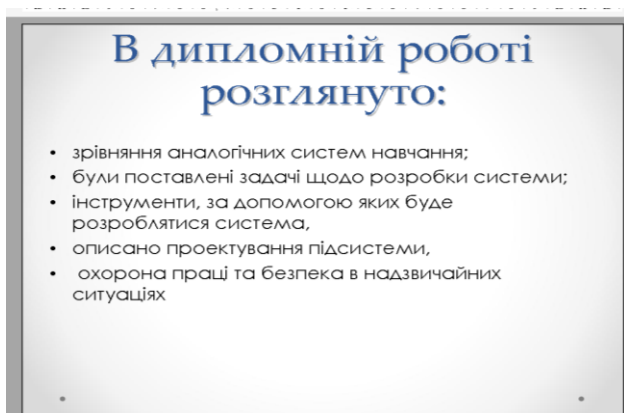 В дипломній роботі
розглянуто:
• зрівняння аналогічних систем навчання;
• були поставлені задачі щодо розробки системи;
• інструменти, за допомогою яких буде
розроблятися система,
• описано проектування підсистеми,
• охорона праці та безпека в надзвичайних
ситуаціях